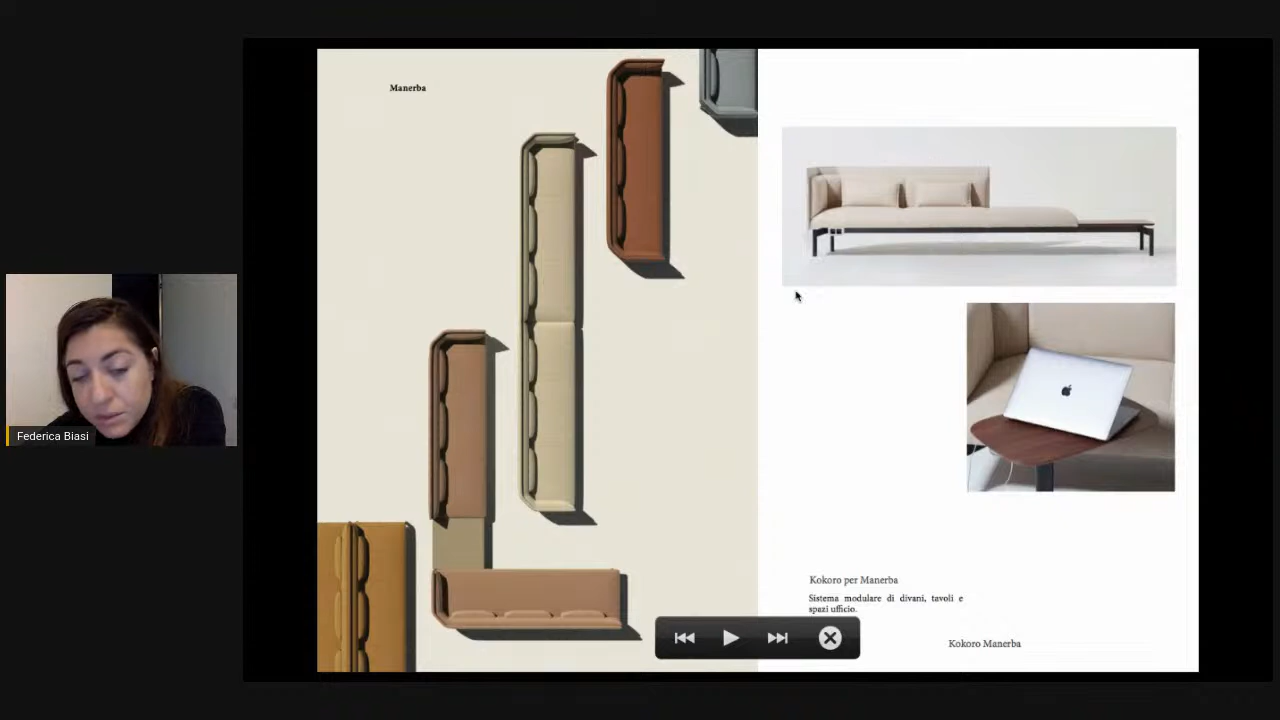 Manerba
Federica Biasi
Kokoro per Manerba
Sistema modulare di divani, tavoli e
spazi ufficio.
Kokoro Manerba